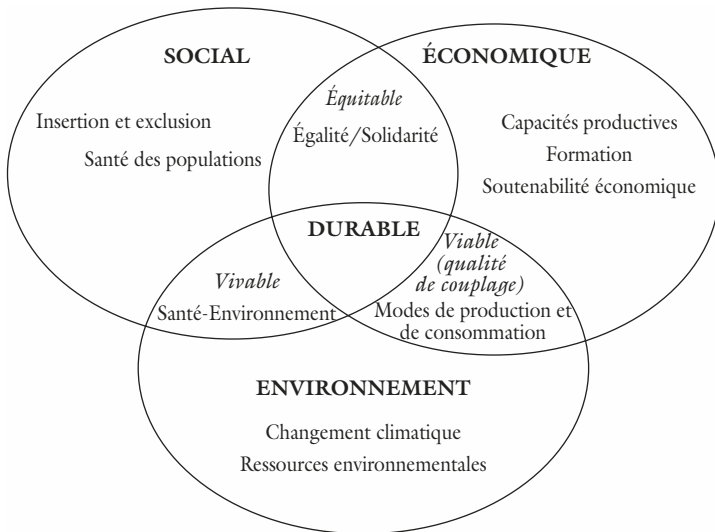 SOCIAL
ÉCONOMIQUE
Équitable
Égalité/Solidarité
Insertion et exclusion
Santé des populations
Capacités productives
Formation
Soutenabilité économique
DURABLE
Vivable
Santé-Environnement
Viable
(qualité
de couplage)
Modes de production et
de consommation
ENVIRONNEMENT
Changement climatique
Ressources environnementales